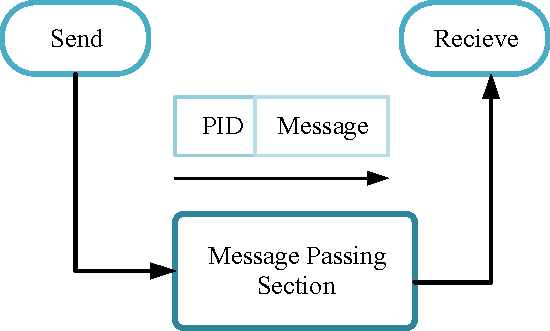 Send
Recieve
PID
Message
Message Passing
Section